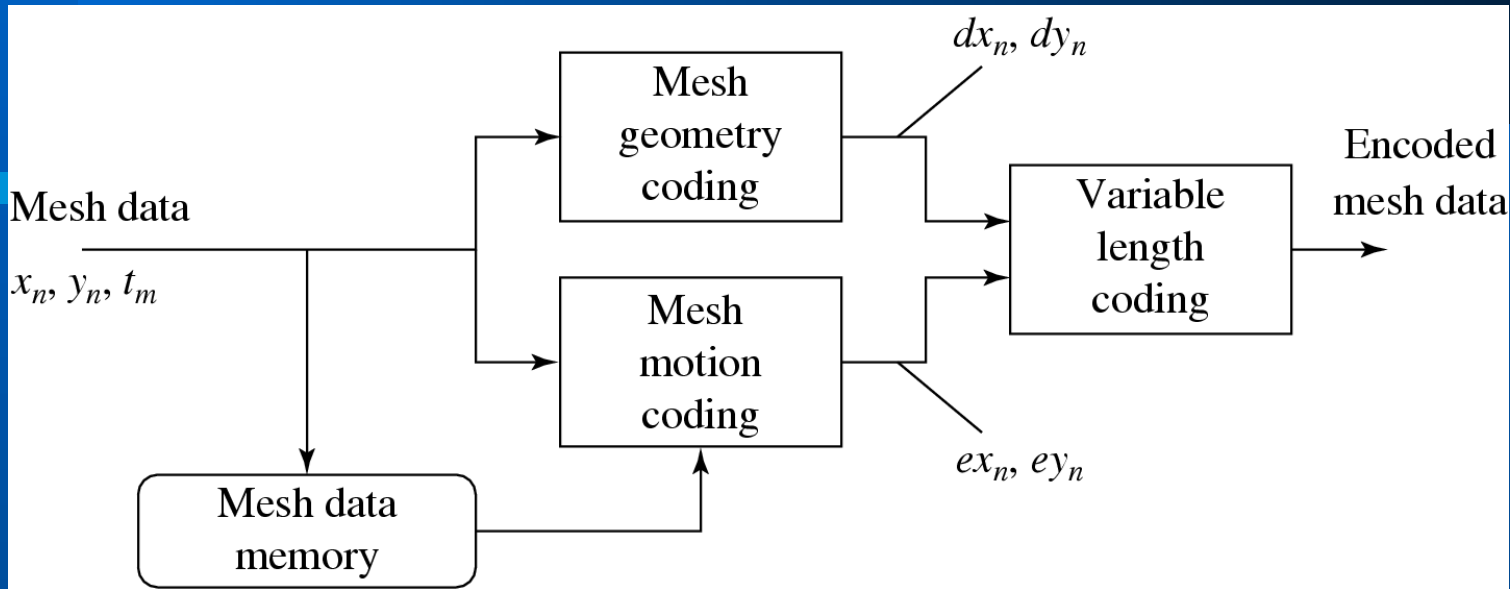 dxₙ, dyₙ
Mesh
geometry
coding
Encoded
mesh data
Variable
length
coding
Mesh data
xₙ, yₙ, tₘ
Mesh
motion
coding
exₙ, eyₙ
Mesh data
memory